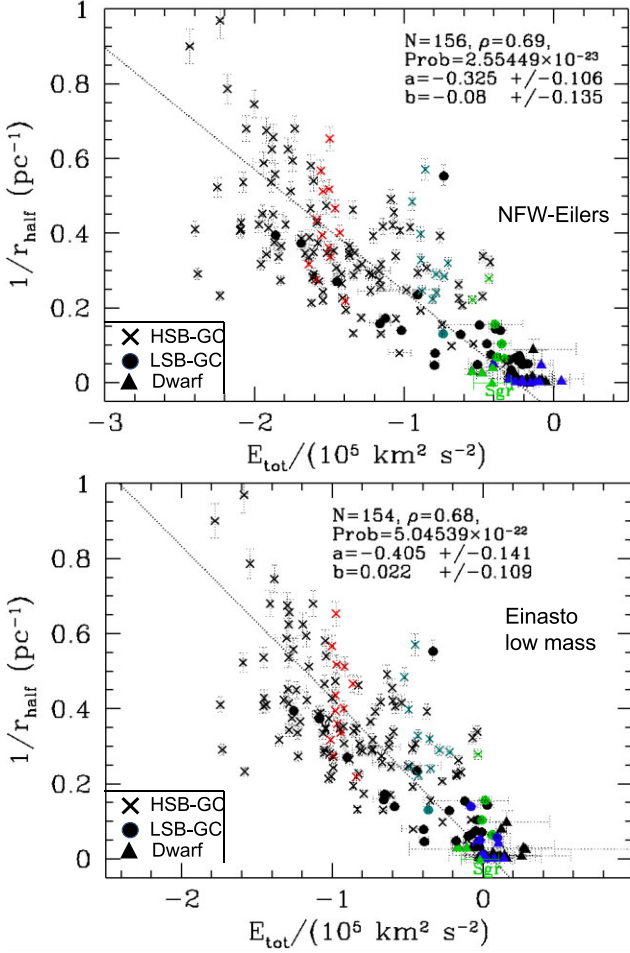 1
0.8
0.6
0.4
0.2
0
1/r_half (pc⁻¹)
N=156, ρ=0.69,
Prob=2.55449×10⁻²³
a=−0.325 +/−0.106
b=−0.08 +/−0.135
NFW-Eilers
HSB-GC
LSB-GC
Dwarf
Sgr
−3 −2 −1 0
E_tot/(10⁵ km² s⁻²)
1
0.8
0.6
0.4
0.2
0
1/r_half (pc⁻¹)
N=154, ρ=0.68,
Prob=5.04539×10⁻²²
a=−0.405 +/−0.141
b=0.022 +/−0.109
Einasto
low mass
HSB-GC
LSB-GC
Dwarf
Sgr
−2 −1 0
E_tot/(10⁵ km² s⁻²)